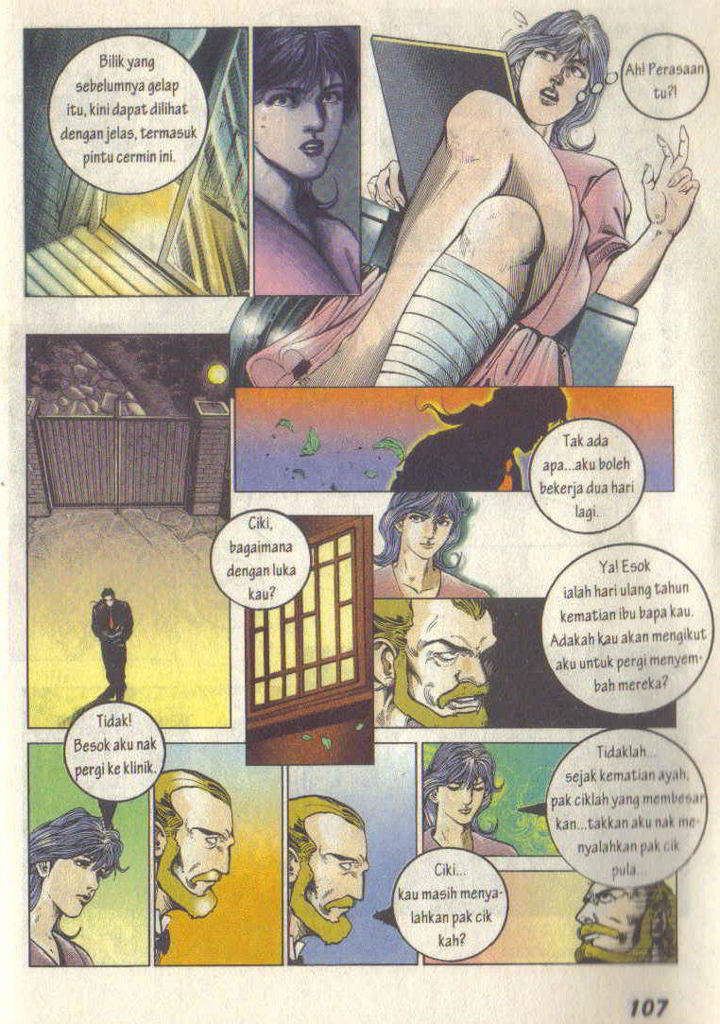 Bilik yang
sebelumnya gelap
itu, kini dapat dilihat
dengan jelas, termasuk
pintu cermin ini.
Ah! Perasaan
tu?!
Tak ada
apa...aku boleh
bekerja dua hari
lagi.
Ciki,
bagaimana
dengan luka
kau?
Ya! Esok
ialah hari ulang tahun
kematian ibu bapa kau.
Adakah kau akan mengikut
aku untuk pergi menyem-
bah mereka?
Tidak!
Besok aku nak
pergi ke klinik.
Tidaklah...
sejak kematian ayah,
pak ciklah yang membesar
kan...takkan aku nak me-
nyalahkan pak cik
pula...
Ciki...
kau masih menya-
lahkan pak cik
kah?
107